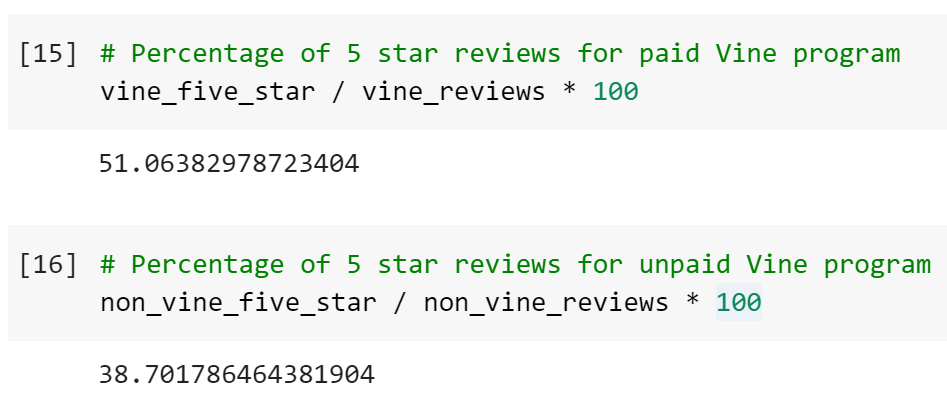 [15] # Percentage of 5 star reviews for paid Vine program
vine_five_star / vine_reviews * 100
51.06382978723404
[16] # Percentage of 5 star reviews for unpaid Vine program
non_vine_five_star / non_vine_reviews * 100
38.701786464381904